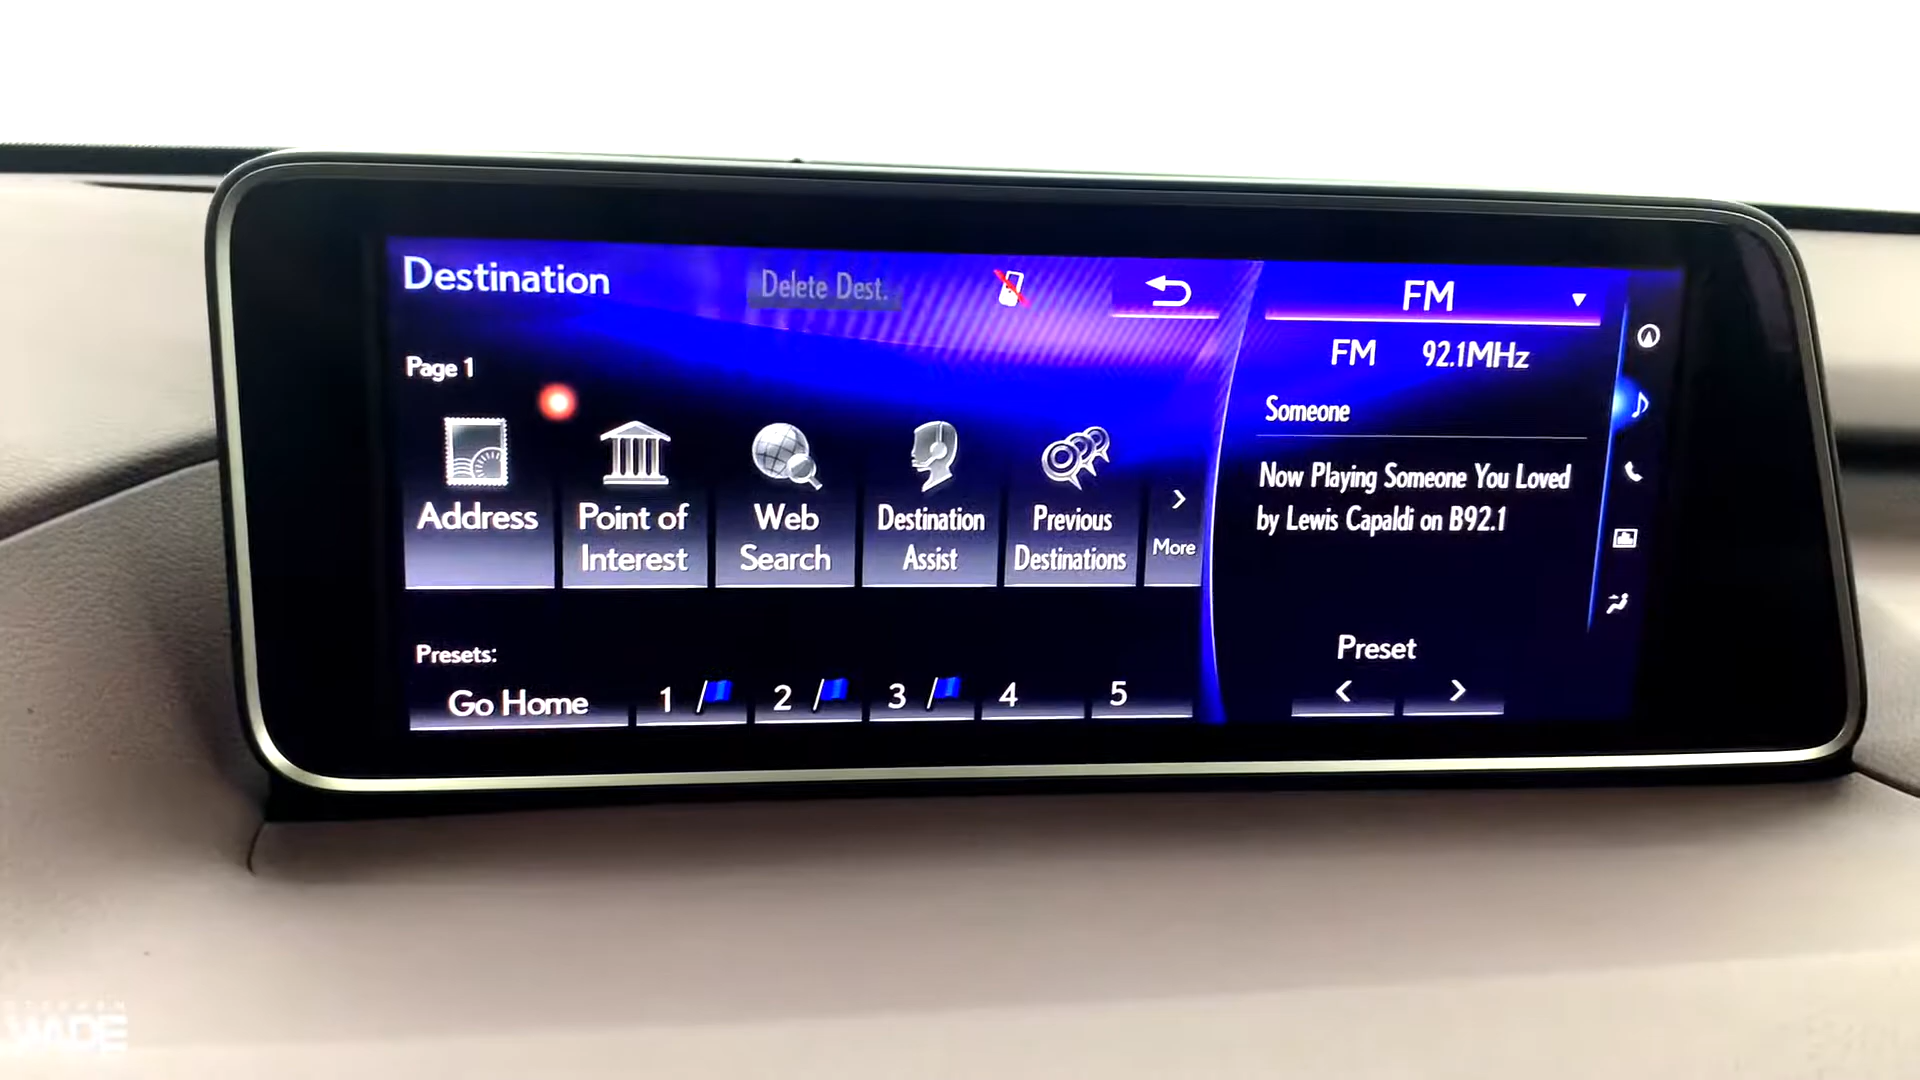 Destination
Delete Dest.
Page 1
Address
Point of
Interest
Web
Search
Destination
Assist
Previous
Destinations
More
Presets:
Go Home
1
2
3
4
5
FM
FM 92.1MHz
Someone
Now Playing Someone You Loved
by Lewis Capaldi on B92.1
Preset
WADE